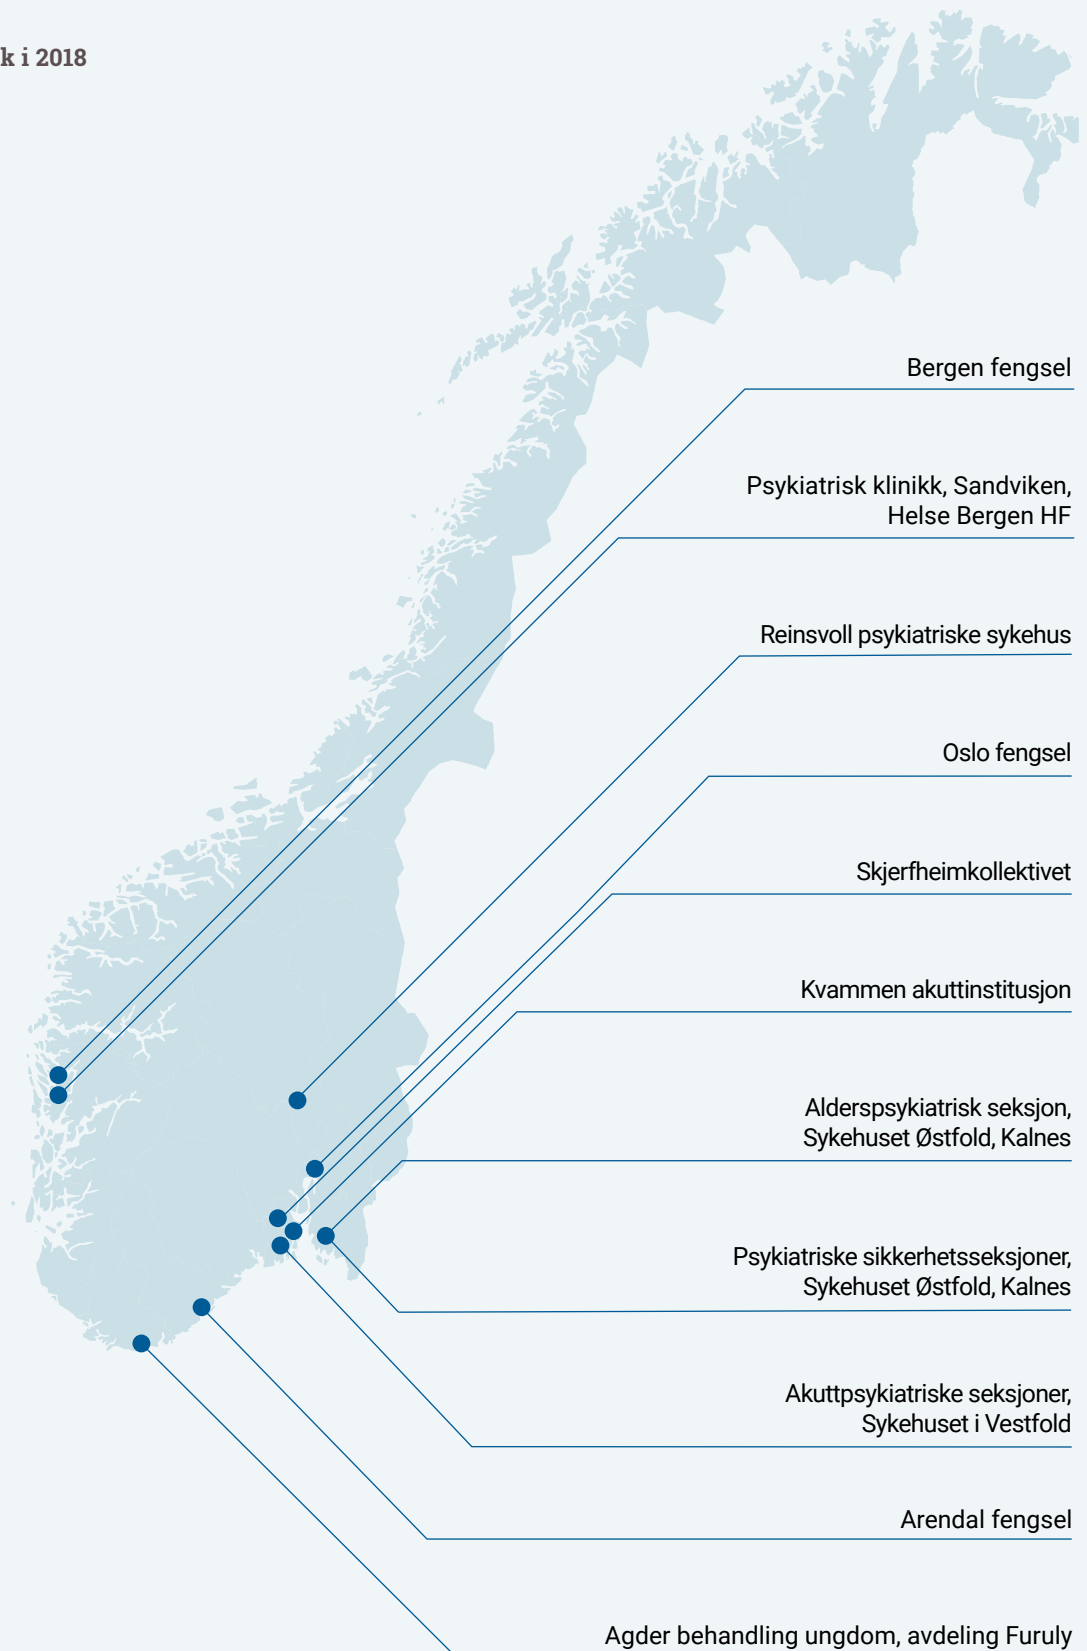 k i 2018
Bergen fengsel
Psykiatrisk klinikk, Sandviken,
Helse Bergen HF
Reinsvoll psykiatriske sykehus
Oslo fengsel
Skjerfheimkollektivet
Kvammen akuttinstitusjon
Alderspsykiatrisk seksjon,
Sykehuset Østfold, Kalnes
Psykiatriske sikkerhetsseksjoner,
Sykehuset Østfold, Kalnes
Akuttpsykiatriske seksjoner,
Sykehuset i Vestfold
Arendal fengsel
Agder behandling ungdom, avdeling Furuly